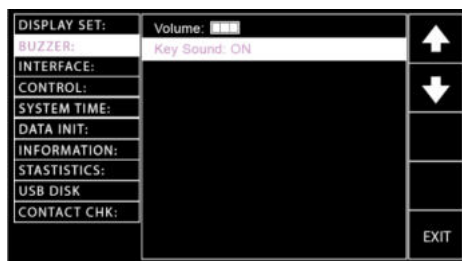 DISPLAY SET:
BUZZER:
INTERFACE:
CONTROL:
SYSTEM TIME:
DATA INIT:
INFORMATION:
STASTISTICS:
USB DISK
CONTACT CHK:
Volume:
Key Sound: ON
EXIT